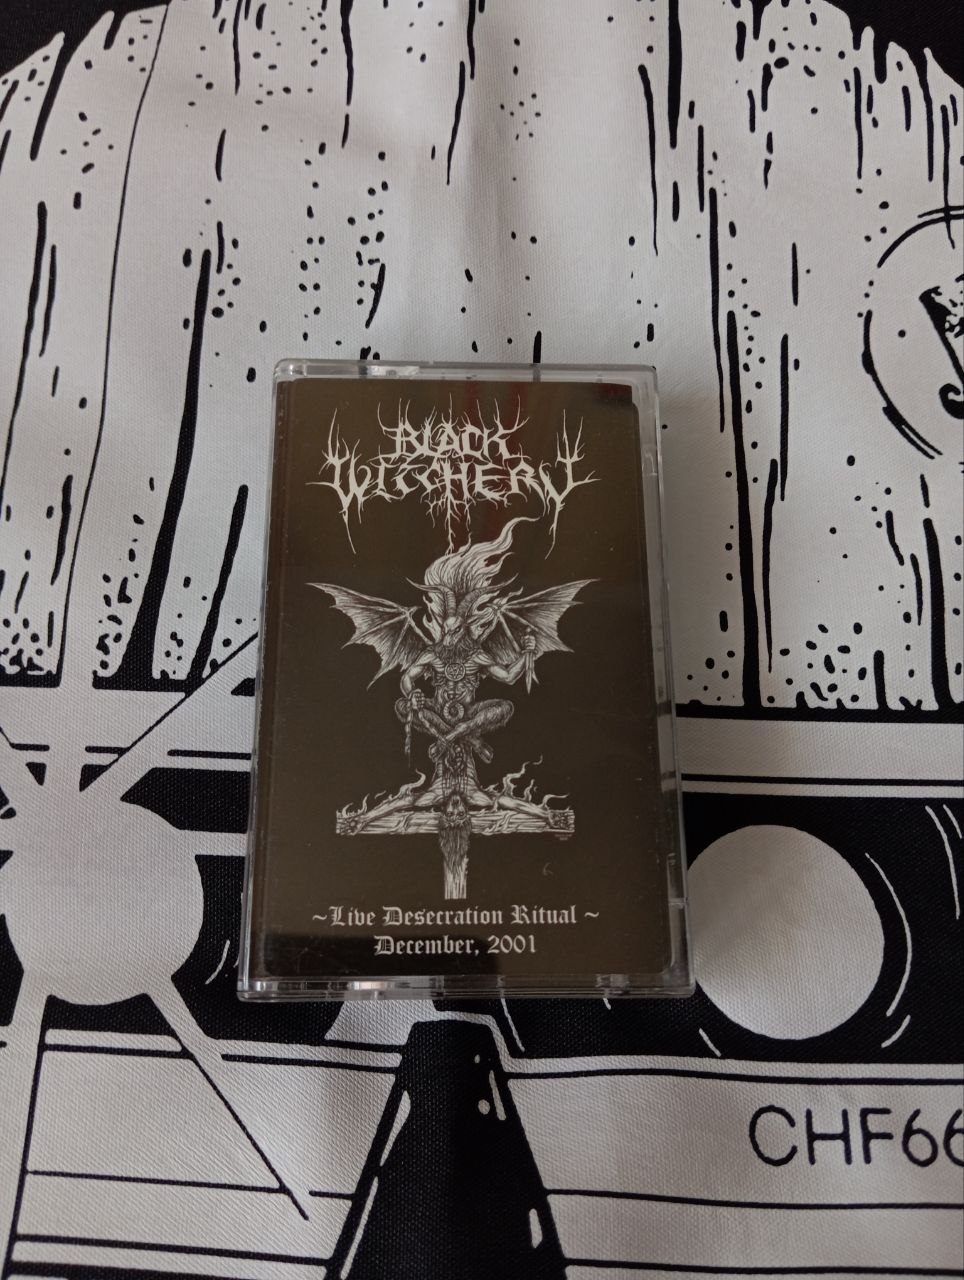 BLACK
WITCHERY
~Live Desecration Ritual ~
December, 2001
CHF66